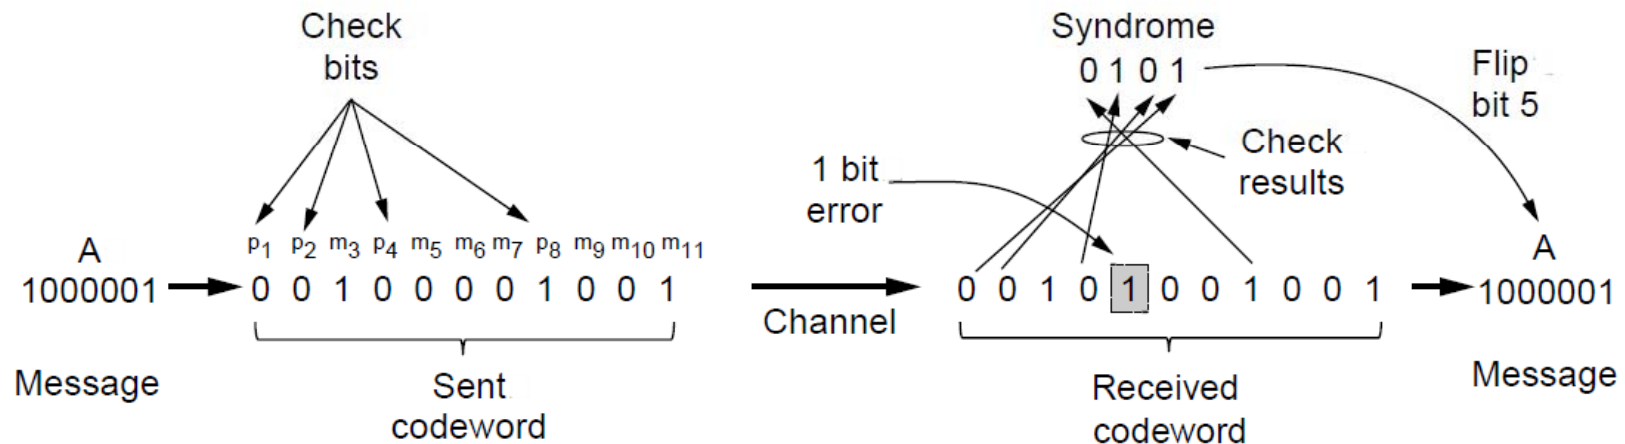 Check
bits
Syndrome
0 1 0 1
Flip
bit 5
1 bit
error
Check
results
A
p1 p2 m3 p4 m5 m6 m7 p8 m9 m10 m11
A
1000001
0 0 1 0 0 0 0 1 0 0 1
0 0 1 0 1 0 0 1 0 0 1
1000001
Channel
Message
Sent
codeword
Received
codeword
Message